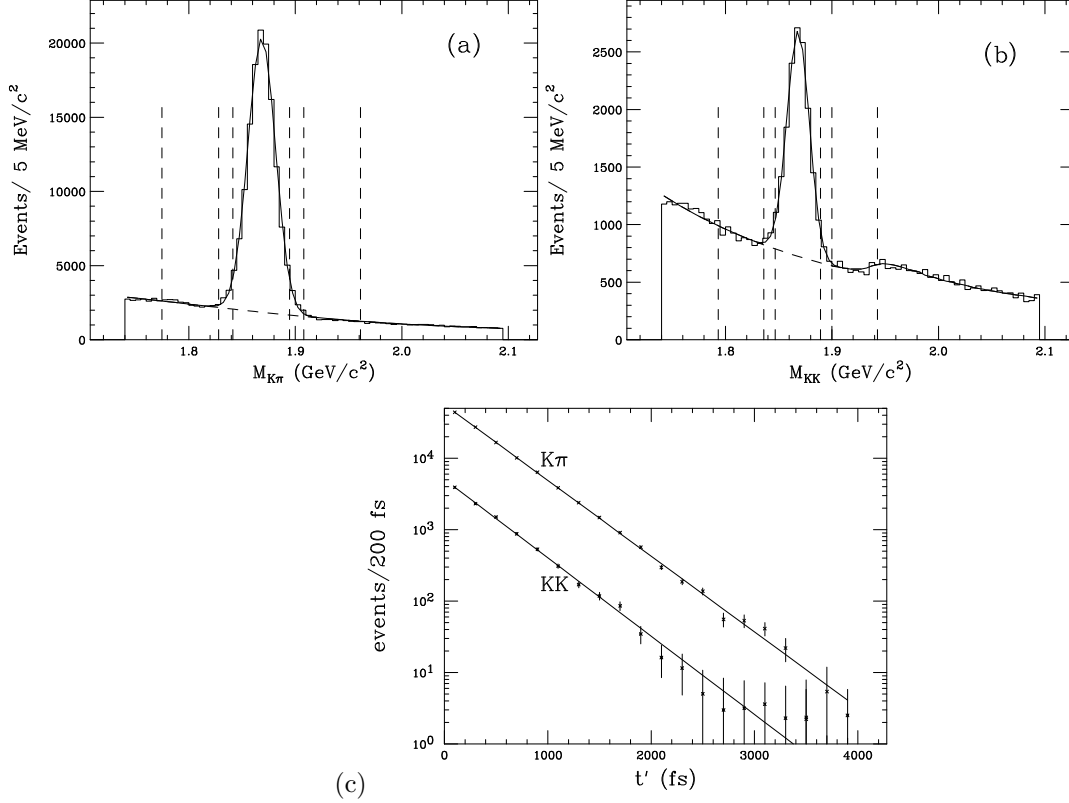 (a)
Events/ 5 MeV/c²
20000
15000
10000
5000
0
1.8 1.9 2.0 2.1
M_Kπ (GeV/c²)
(b)
Events/ 5 MeV/c²
2500
2000
1500
1000
500
0
1.8 1.9 2.0 2.1
M_KK (GeV/c²)
events/200 fs
10⁴
10³
10²
10¹
10⁰
Kπ
KK
0 1000 2000 3000 4000
t' (fs)
(c)